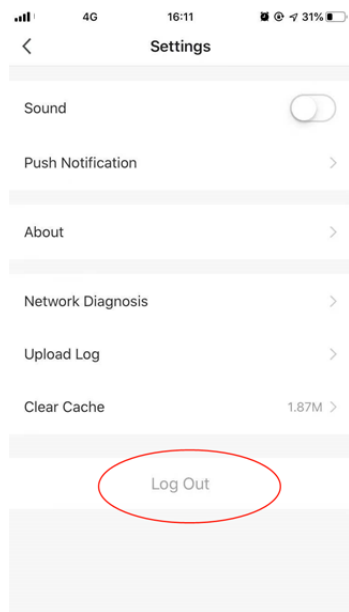 4G 16:11 31%
Settings
Sound
Push Notification
About
Network Diagnosis
Upload Log
Clear Cache 1.87M
Log Out